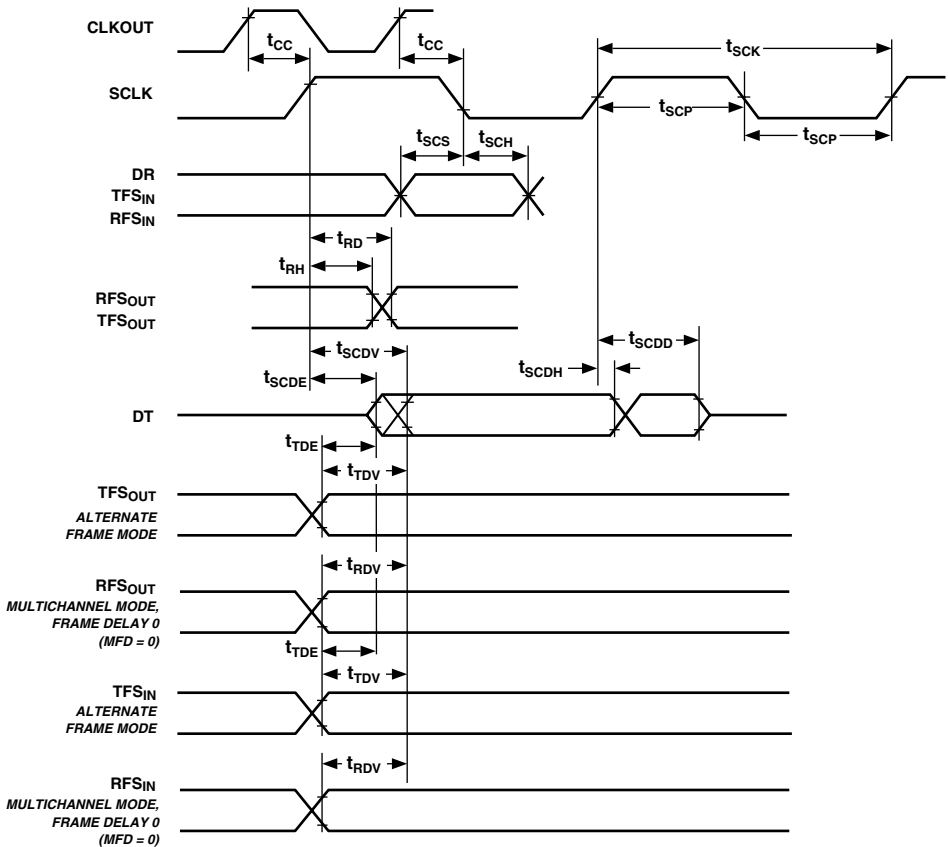 CLKOUT
tCC
tCC
tSCK
SCLK
tSCP
tSCP
tSCS
tSCH
DR
TFSIN
RFSIN
tRD
tRH
RFSOUT
TFSOUT
tSCDV
tSCDD
tSCDH
tSCDE
DT
tTDE
tTDV
TFSOUT
ALTERNATE
FRAME MODE
tRDV
RFSOUT
MULTICHANNEL MODE,
FRAME DELAY 0
(MFD = 0)
tTDE
tTDV
TFSIN
ALTERNATE
FRAME MODE
tRDV
RFSIN
MULTICHANNEL MODE,
FRAME DELAY 0
(MFD = 0)